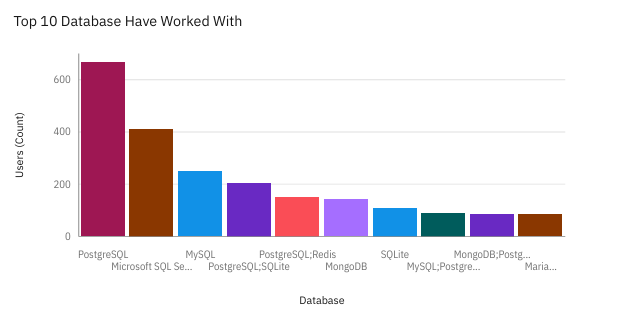 Top 10 Database Have Worked With
Users (Count)
600
400
200
0
PostgreSQL
Microsoft SQL Se...
MySQL
PostgreSQL;SQLite
PostgreSQL;Redis
MongoDB
SQLite
MySQL;Postgre...
MongoDB;Postg...
Maria...
Database